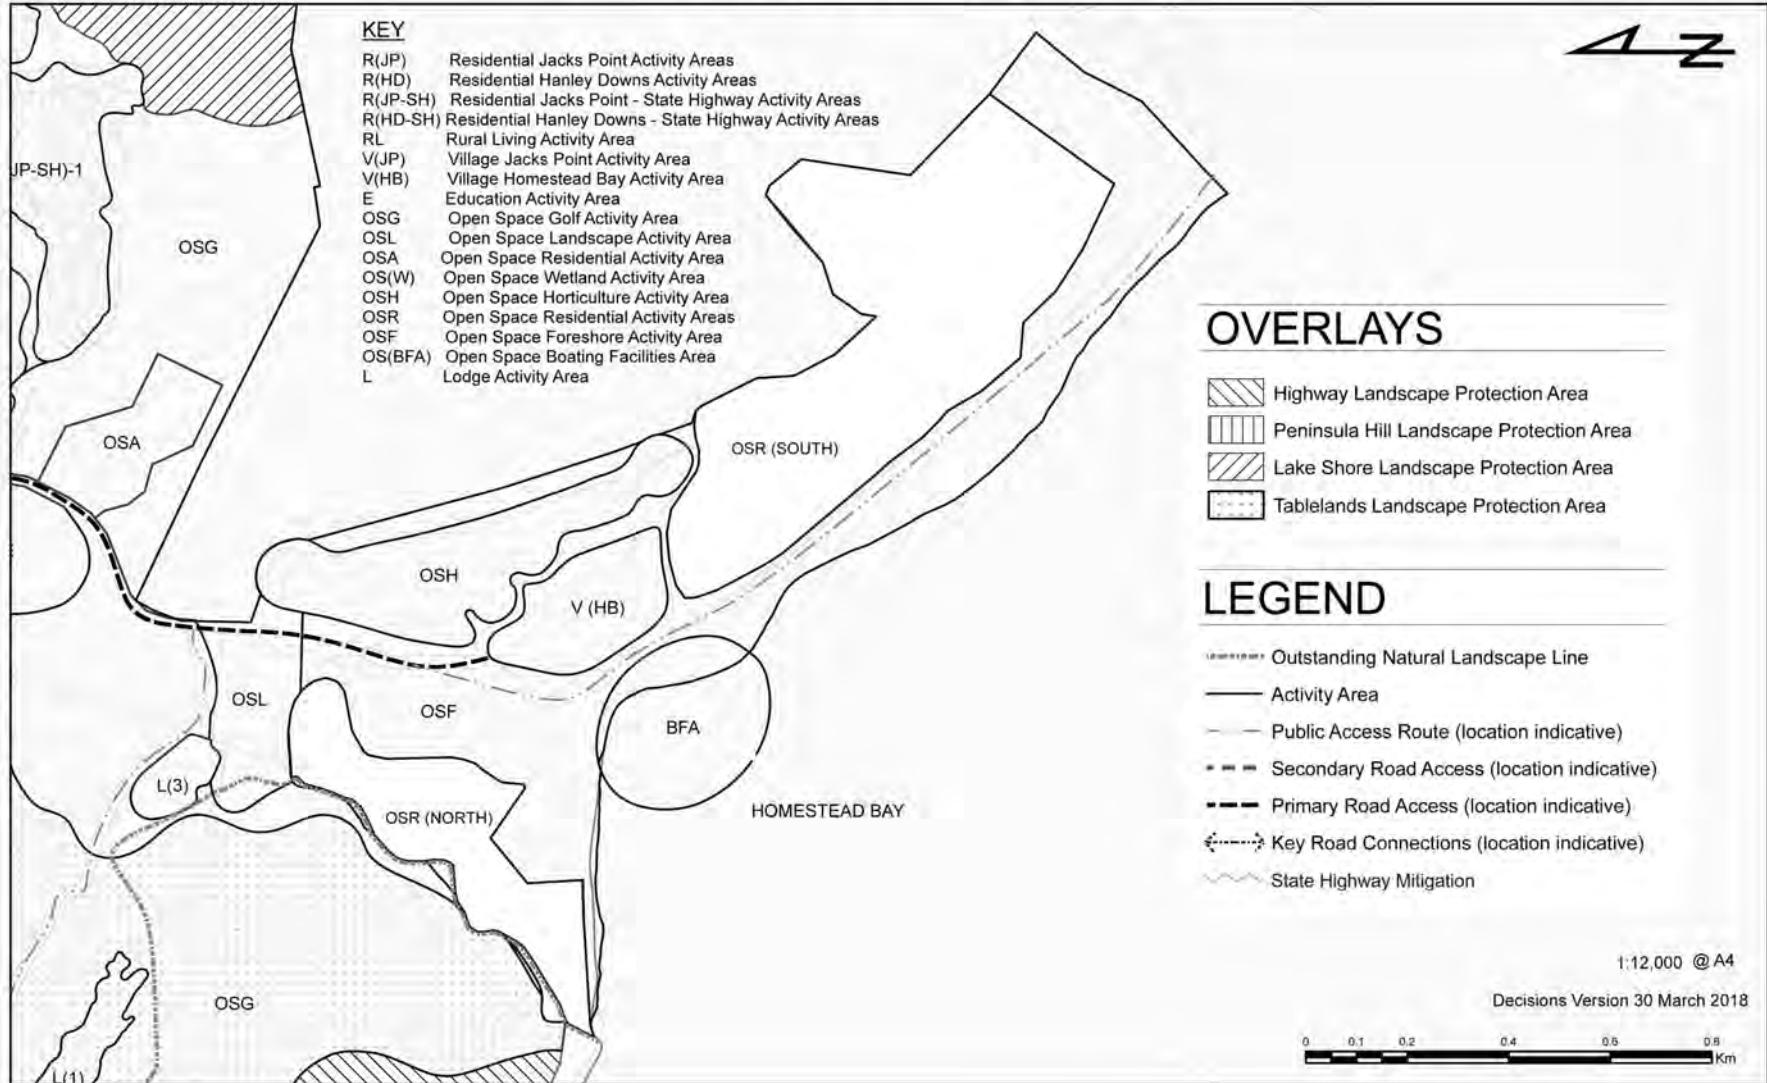 KEY
R(JP) Residential Jacks Point Activity Areas
R(HD) Residential Hanley Downs Activity Areas
R(JP-SH) Residential Jacks Point - State Highway Activity Areas
R(HD-SH) Residential Hanley Downs - State Highway Activity Areas
RL Rural Living Activity Area
V(JP) Village Jacks Point Activity Area
V(HB) Village Homestead Bay Activity Area
E Education Activity Area
OSG Open Space Golf Activity Area
OSL Open Space Landscape Activity Area
OSA Open Space Residential Activity Area
OS(W) Open Space Wetland Activity Area
OSH Open Space Horticulture Activity Area
OSR Open Space Residential Activity Areas
OSF Open Space Foreshore Activity Area
OS(BFA) Open Space Boating Facilities Area
L Lodge Activity Area
Z
JP-SH)-1
OSG
OSA
OSR (SOUTH)
OSH
V (HB)
OSL
OSF
BFA
L(3)
OSR (NORTH)
HOMESTEAD BAY
OSG
L(1)
OVERLAYS
Highway Landscape Protection Area
Peninsula Hill Landscape Protection Area
Lake Shore Landscape Protection Area
Tablelands Landscape Protection Area
LEGEND
Outstanding Natural Landscape Line
Activity Area
Public Access Route (location indicative)
Secondary Road Access (location indicative)
Primary Road Access (location indicative)
Key Road Connections (location indicative)
State Highway Mitigation
1:12,000 @ A4
Decisions Version 30 March 2018
0 0.1 0.2 0.4 0.6 0.8
Km